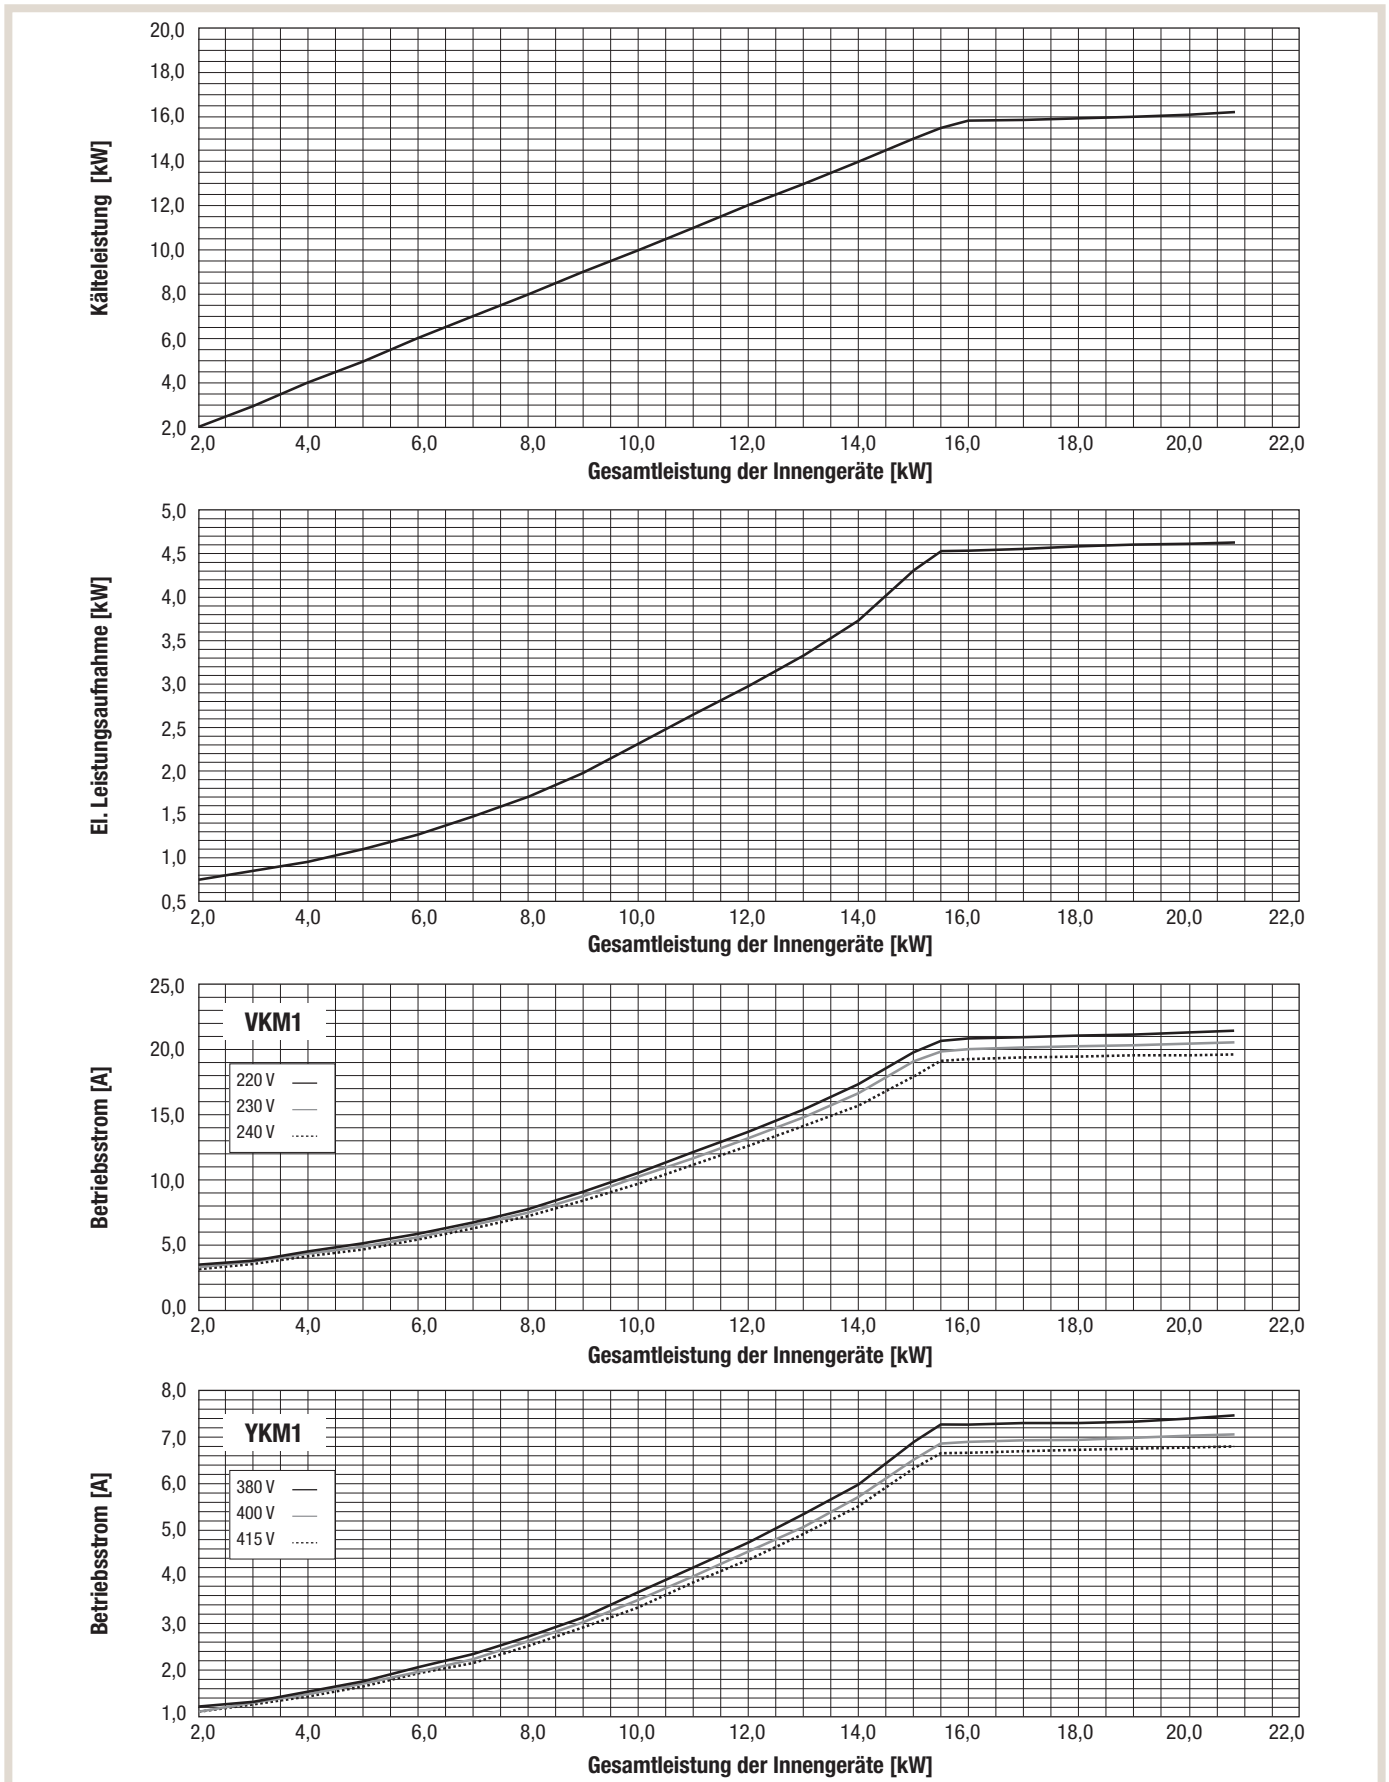 20,0
18,0
16,0
14,0
12,0
10,0
8,0
6,0
4,0
2,0
Kälteleistung [kW]
2,0 4,0 6,0 8,0 10,0 12,0 14,0 16,0 18,0 20,0 22,0
Gesamtleistung der Innengeräte [kW]
5,0
4,5
4,0
3,5
3,0
2,5
2,0
1,5
1,0
0,5
El. Leistungsaufnahme [kW]
2,0 4,0 6,0 8,0 10,0 12,0 14,0 16,0 18,0 20,0 22,0
Gesamtleistung der Innengeräte [kW]
25,0
20,0
15,0
10,0
5,0
0,0
Betriebsstrom [A]
VKM1
220 V
230 V
240 V
2,0 4,0 6,0 8,0 10,0 12,0 14,0 16,0 18,0 20,0 22,0
Gesamtleistung der Innengeräte [kW]
8,0
7,0
6,0
5,0
4,0
3,0
2,0
1,0
Betriebsstrom [A]
YKM1
380 V
400 V
415 V
2,0 4,0 6,0 8,0 10,0 12,0 14,0 16,0 18,0 20,0 22,0
Gesamtleistung der Innengeräte [kW]